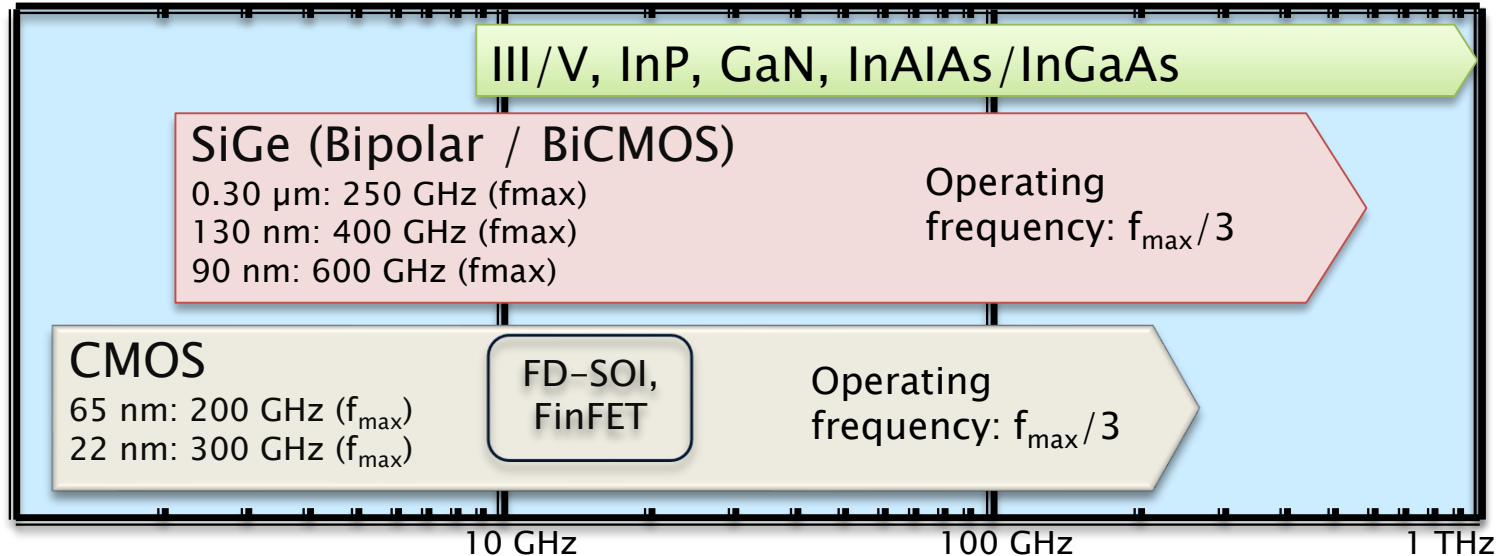 III/V, InP, GaN, InAlAs/InGaAs
SiGe (Bipolar / BiCMOS)
0.30 µm: 250 GHz (fmax)
130 nm: 400 GHz (fmax)
90 nm: 600 GHz (fmax)
Operating
frequency: fmax/3
CMOS
65 nm: 200 GHz (fmax)
22 nm: 300 GHz (fmax)
FD-SOI,
FinFET
Operating
frequency: fmax/3
10 GHz
100 GHz
1 THz